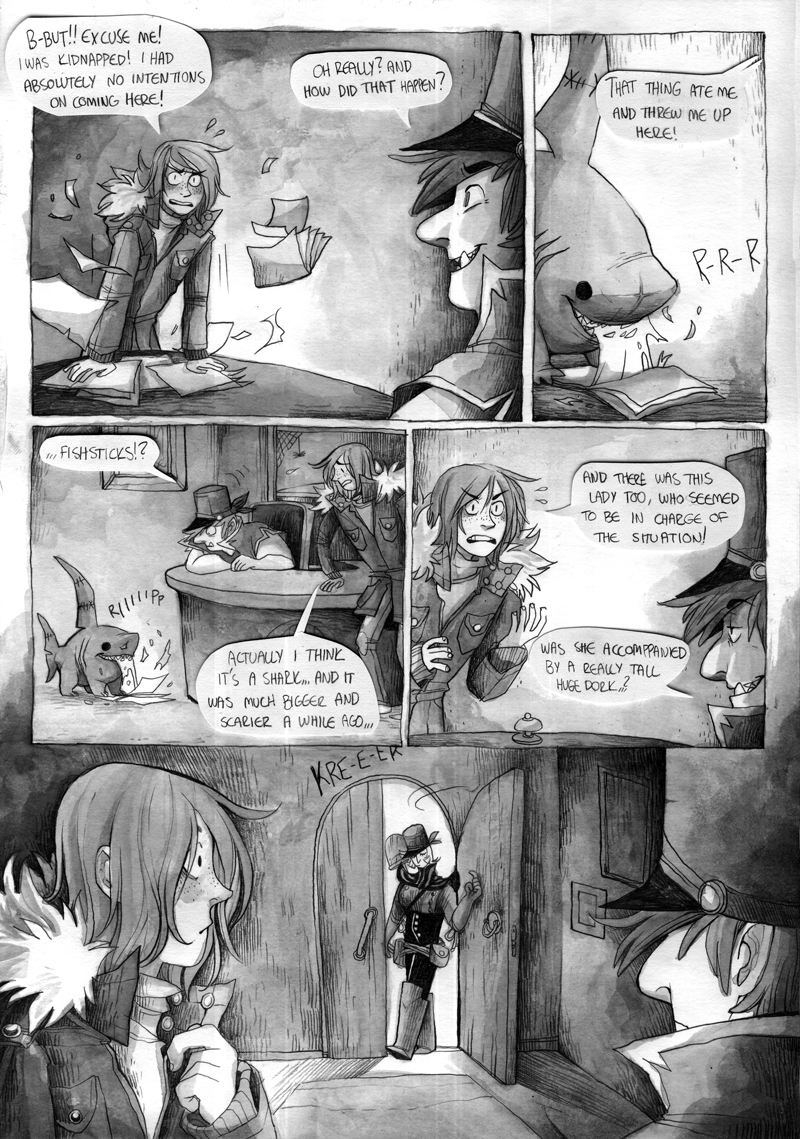 B-BUT!! EXCUSE ME!
I WAS KIDNAPPED! I HAD
ABSOLUTELY NO INTENTIONS
ON COMING HERE!
OH REALLY? AND
HOW DID THAT HAPPEN?
THAT THING ATE ME
AND THREW ME UP
HERE!
R-R-R
... FISHSTICKS!?
RIIIIIPP
ACTUALLY I THINK
IT'S A SHARK... AND IT
WAS MUCH BIGGER AND
SCARIER A WHILE AGO...
AND THERE WAS THIS
LADY TOO, WHO SEEMED
TO BE IN CHARGE OF
THE SITUATION!
WAS SHE ACCOMPPANIED
BY A REALLY TALL
HUGE DORK...?
KRE-E-ER